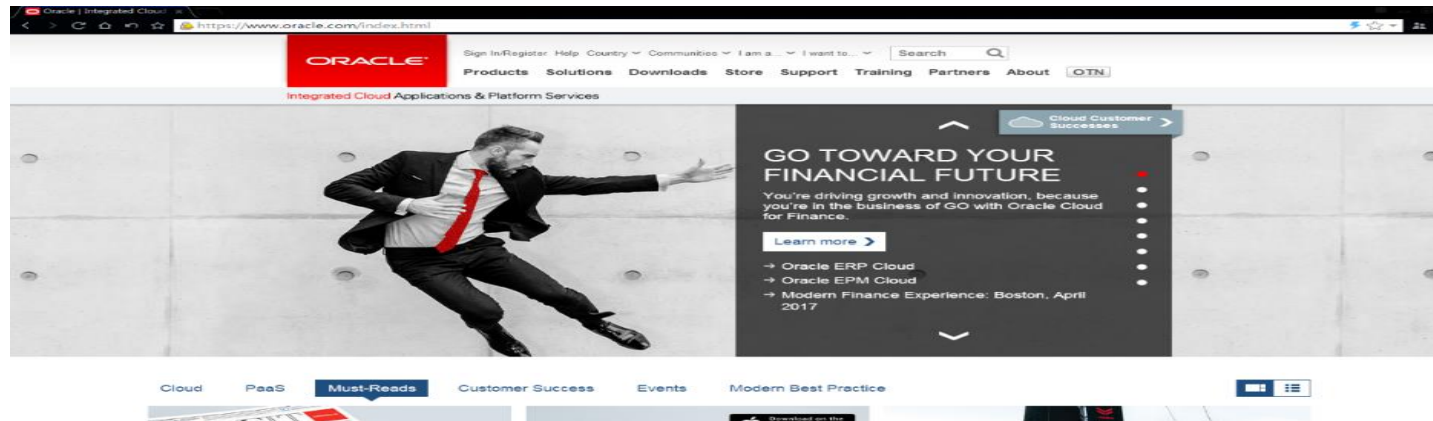 Oracle | Integrated Cloud
https://www.oracle.com/index.html
ORACLE
Sign In/Register Help Country Communities I am a... I want to... Search
Products Solutions Downloads Store Support Training Partners About OTN
Integrated Cloud Applications & Platform Services
Cloud Customer
Successes
GO TOWARD YOUR
FINANCIAL FUTURE
You're driving growth and innovation, because
you're in the business of GO with Oracle Cloud
for Finance.
Learn more
→ Oracle ERP Cloud
→ Oracle EPM Cloud
→ Modern Finance Experience: Boston, April
2017
Cloud PaaS Must-Reads Customer Success Events Modern Best Practice
Download on the